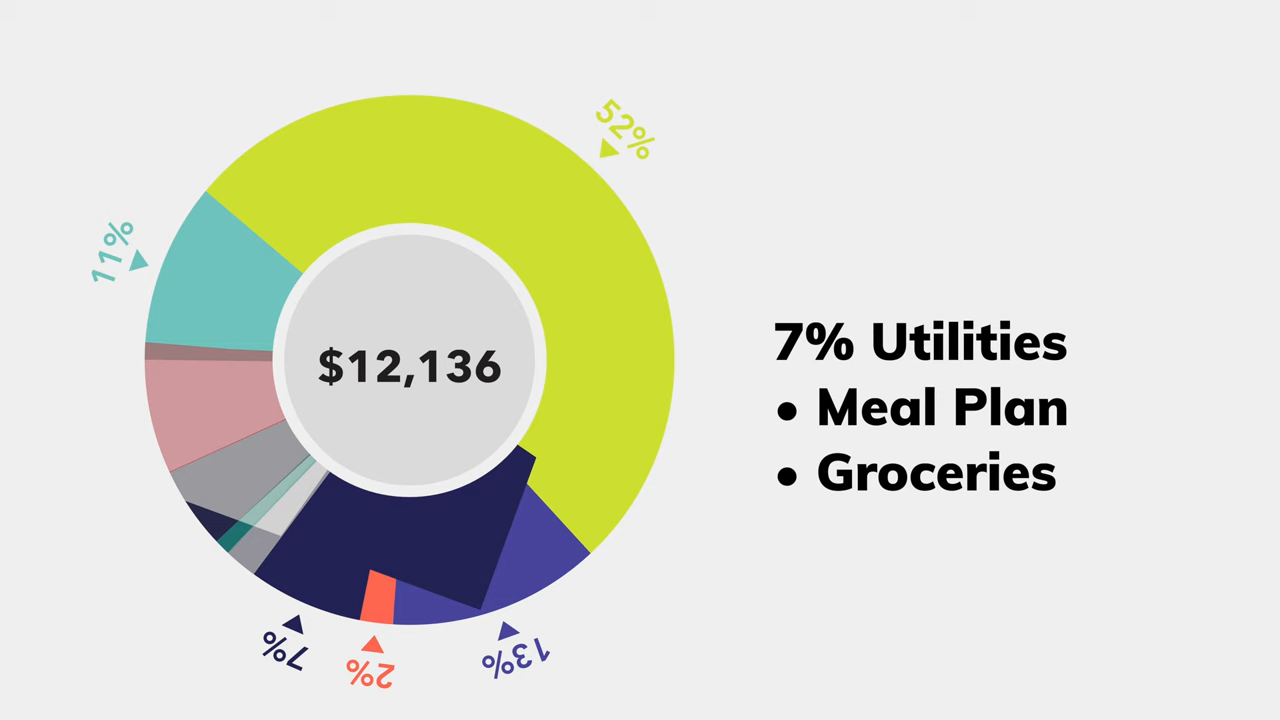 52%
11%
$12,136
7% Utilities
• Meal Plan
• Groceries
7%
2%
13%